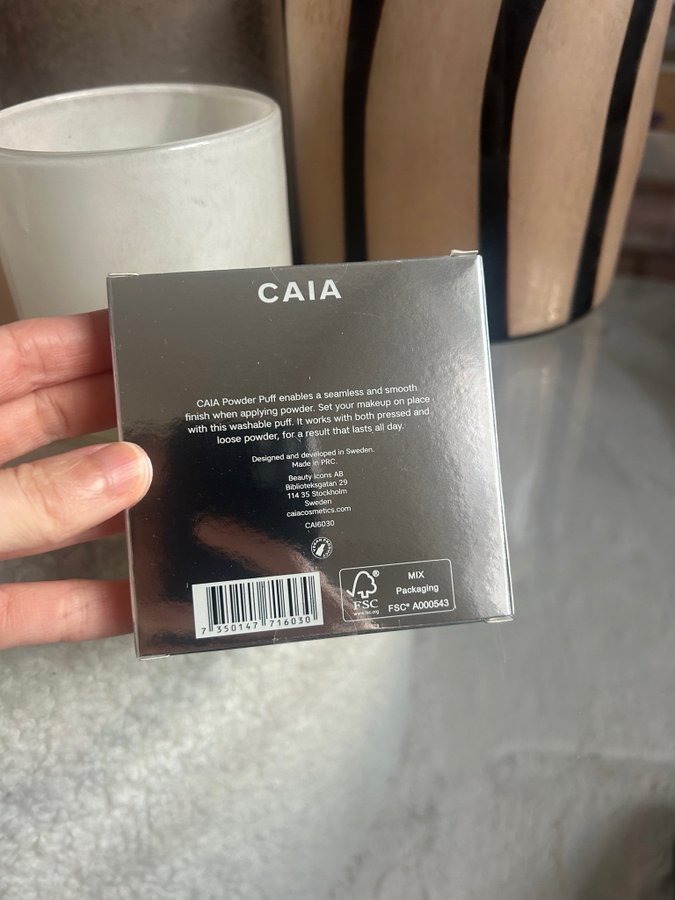 CAIA
CAIA Powder Puff enables a seamless and smooth
finish when applying powder. Set your makeup on place
with this washable puff. It works with both pressed and
loose powder, for a result that lasts all day.
Designed and developed in Sweden.
Made in PRC.
Beauty icons AB
Biblioteksgatan 29
114 35 Stockholm
Sweden
caiacosmetics.com
CAI6030
7 350147 716030
FSC®
www.fsc.org
MIX
Packaging
FSC® A000543